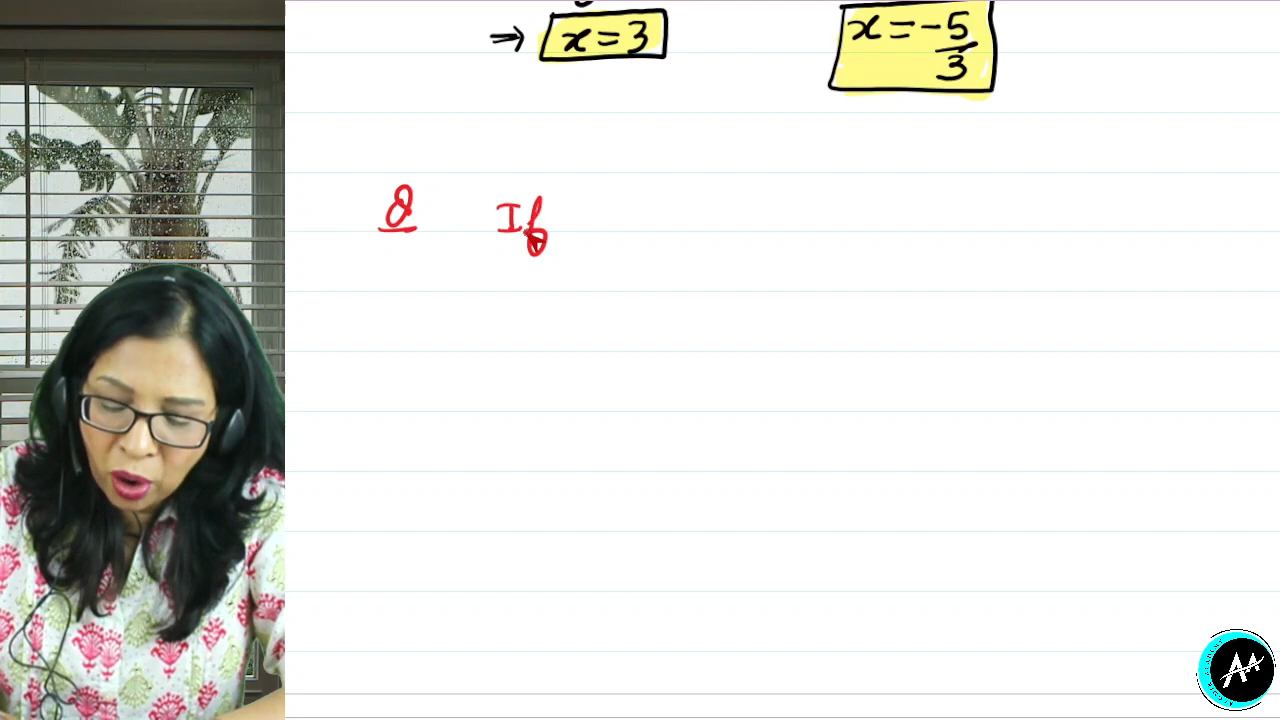 ⇒ x = 3
x = -5/3
Q If
A+